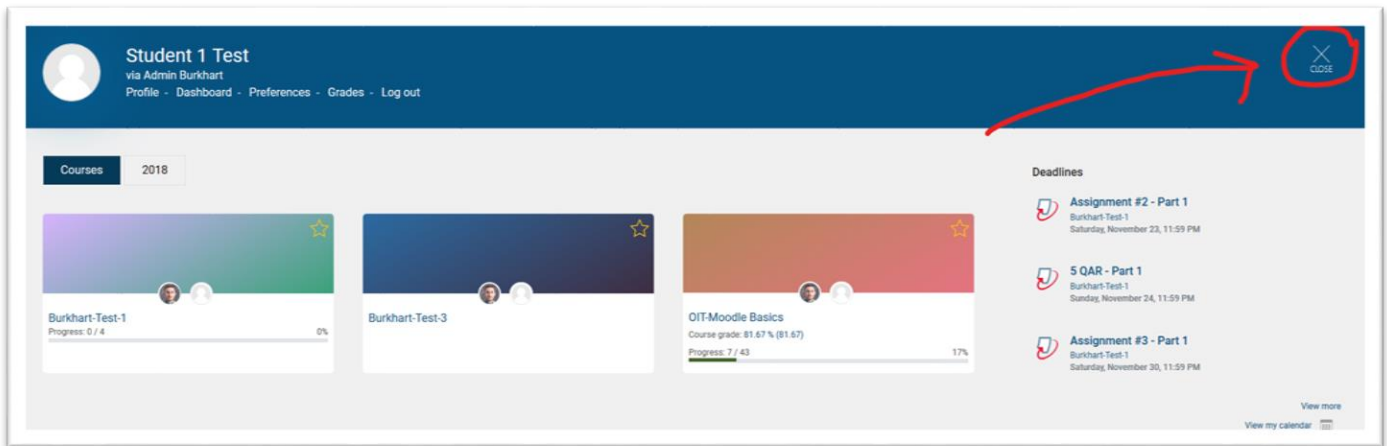 Student 1 Test
via Admin Burkhart
Profile - Dashboard - Preferences - Grades - Log out
CLOSE
Courses
2018
Burkhart-Test-1
Progress: 0 / 4
0%
Burkhart-Test-3
OIT-Moodle Basics
Course grade: 81.67 % (81.67)
Progress: 7 / 43
17%
Deadlines
Assignment #2 - Part 1
Burkhart-Test-1
Saturday, November 23, 11:59 PM
5 QAR - Part 1
Burkhart-Test-1
Sunday, November 24, 11:59 PM
Assignment #3 - Part 1
Burkhart-Test-1
Saturday, November 30, 11:59 PM
View more
View my calendar